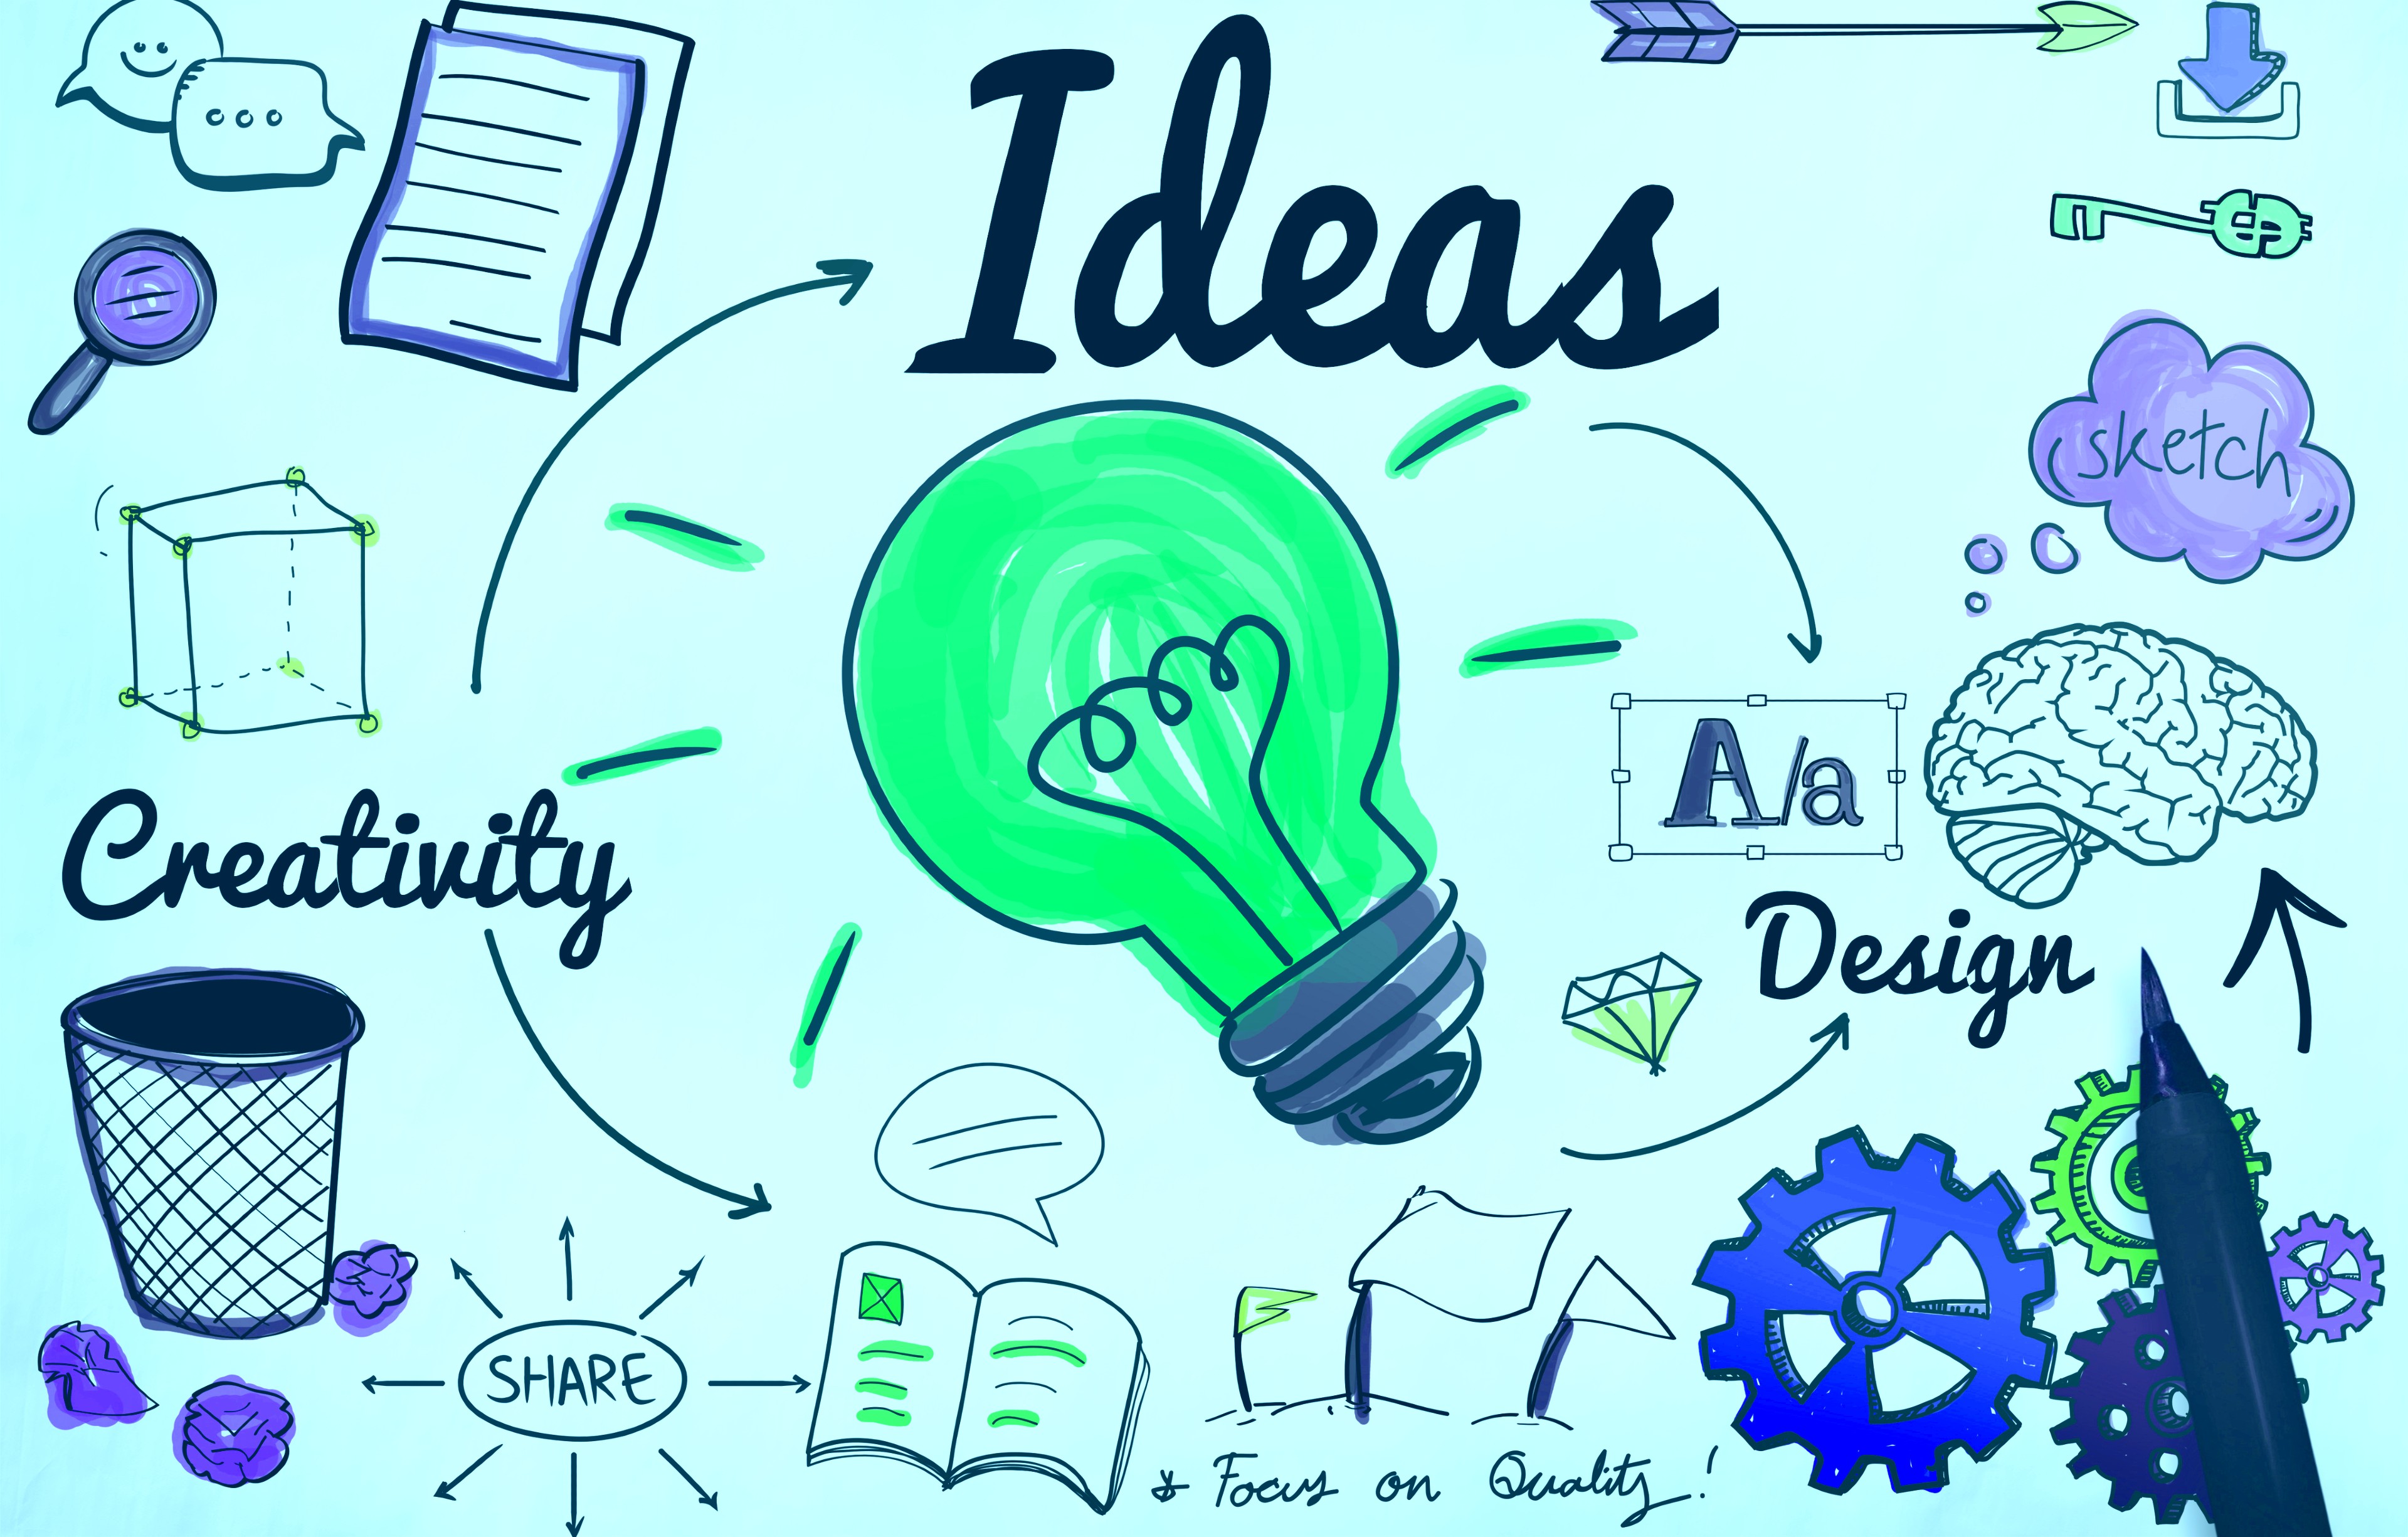 Ideas
sketch
A/a
Creativity
Design
SHARE
* Focus on Quality!